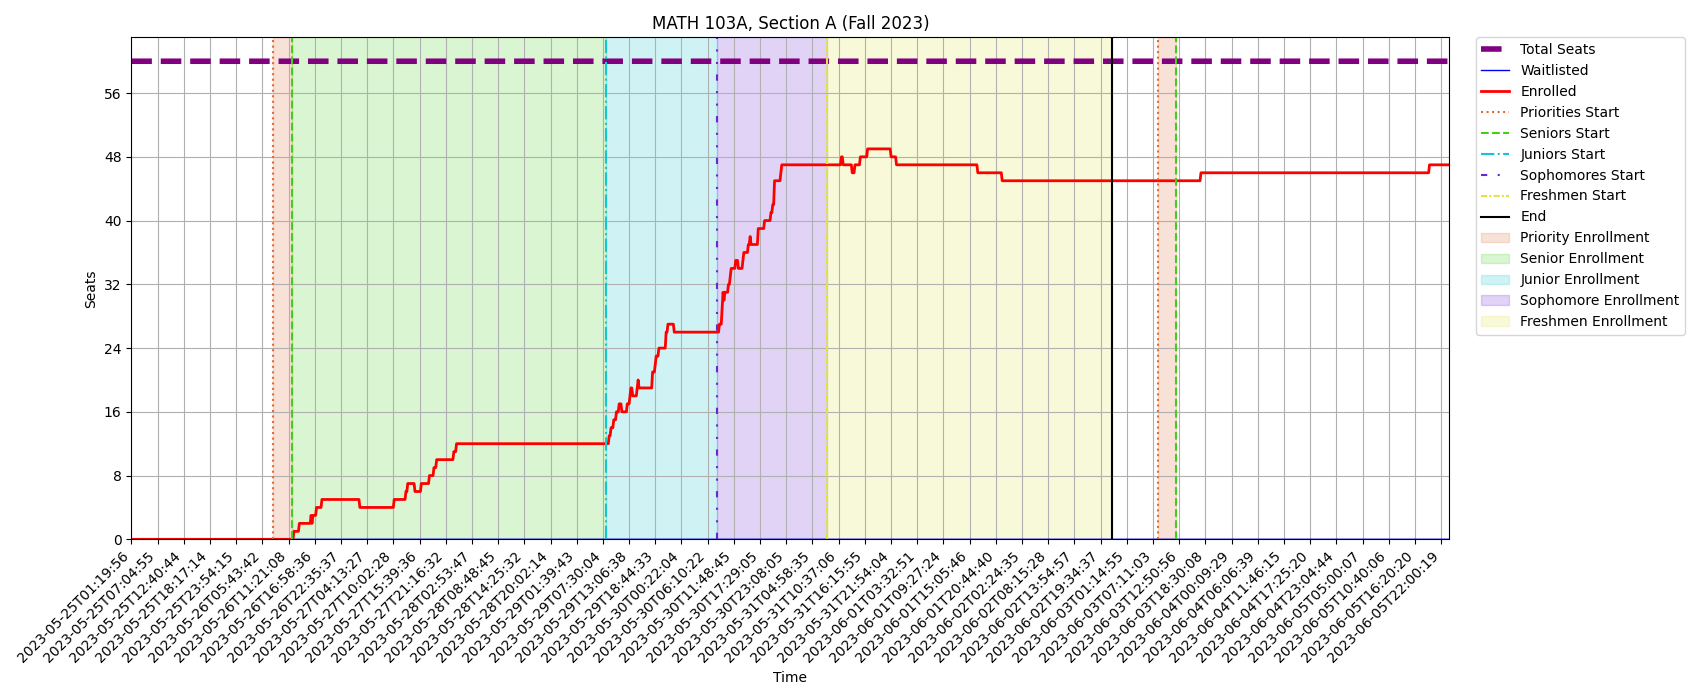 MATH 103A, Section A (Fall 2023)
Seats
56
48
40
32
24
16
8
0
2023-05-25T01:19:56
2023-05-25T07:04:55
2023-05-25T12:40:44
2023-05-25T18:17:14
2023-05-25T23:54:15
2023-05-26T05:43:42
2023-05-26T11:21:08
2023-05-26T16:58:36
2023-05-26T22:35:37
2023-05-27T04:13:27
2023-05-27T10:02:28
2023-05-27T15:39:36
2023-05-27T21:16:32
2023-05-28T02:53:47
2023-05-28T08:48:45
2023-05-28T14:25:32
2023-05-28T20:02:14
2023-05-29T01:39:43
2023-05-29T07:30:04
2023-05-29T13:06:38
2023-05-29T18:44:33
2023-05-30T00:22:04
2023-05-30T06:10:22
2023-05-30T11:48:45
2023-05-30T17:29:05
2023-05-30T23:08:05
2023-05-31T04:58:35
2023-05-31T10:37:06
2023-05-31T16:15:55
2023-05-31T21:54:04
2023-06-01T03:32:51
2023-06-01T09:27:24
2023-06-01T15:05:46
2023-06-01T20:44:40
2023-06-02T02:24:35
2023-06-02T08:15:28
2023-06-02T13:54:57
2023-06-02T19:34:37
2023-06-03T01:14:55
2023-06-03T07:11:03
2023-06-03T12:50:56
2023-06-03T18:30:08
2023-06-04T00:09:29
2023-06-04T06:06:39
2023-06-04T11:46:15
2023-06-04T17:25:20
2023-06-04T23:04:44
2023-06-05T05:00:07
2023-06-05T10:40:06
2023-06-05T16:20:20
2023-06-05T22:00:19
Time
Total Seats
Waitlisted
Enrolled
Priorities Start
Seniors Start
Juniors Start
Sophomores Start
Freshmen Start
End
Priority Enrollment
Senior Enrollment
Junior Enrollment
Sophomore Enrollment
Freshmen Enrollment